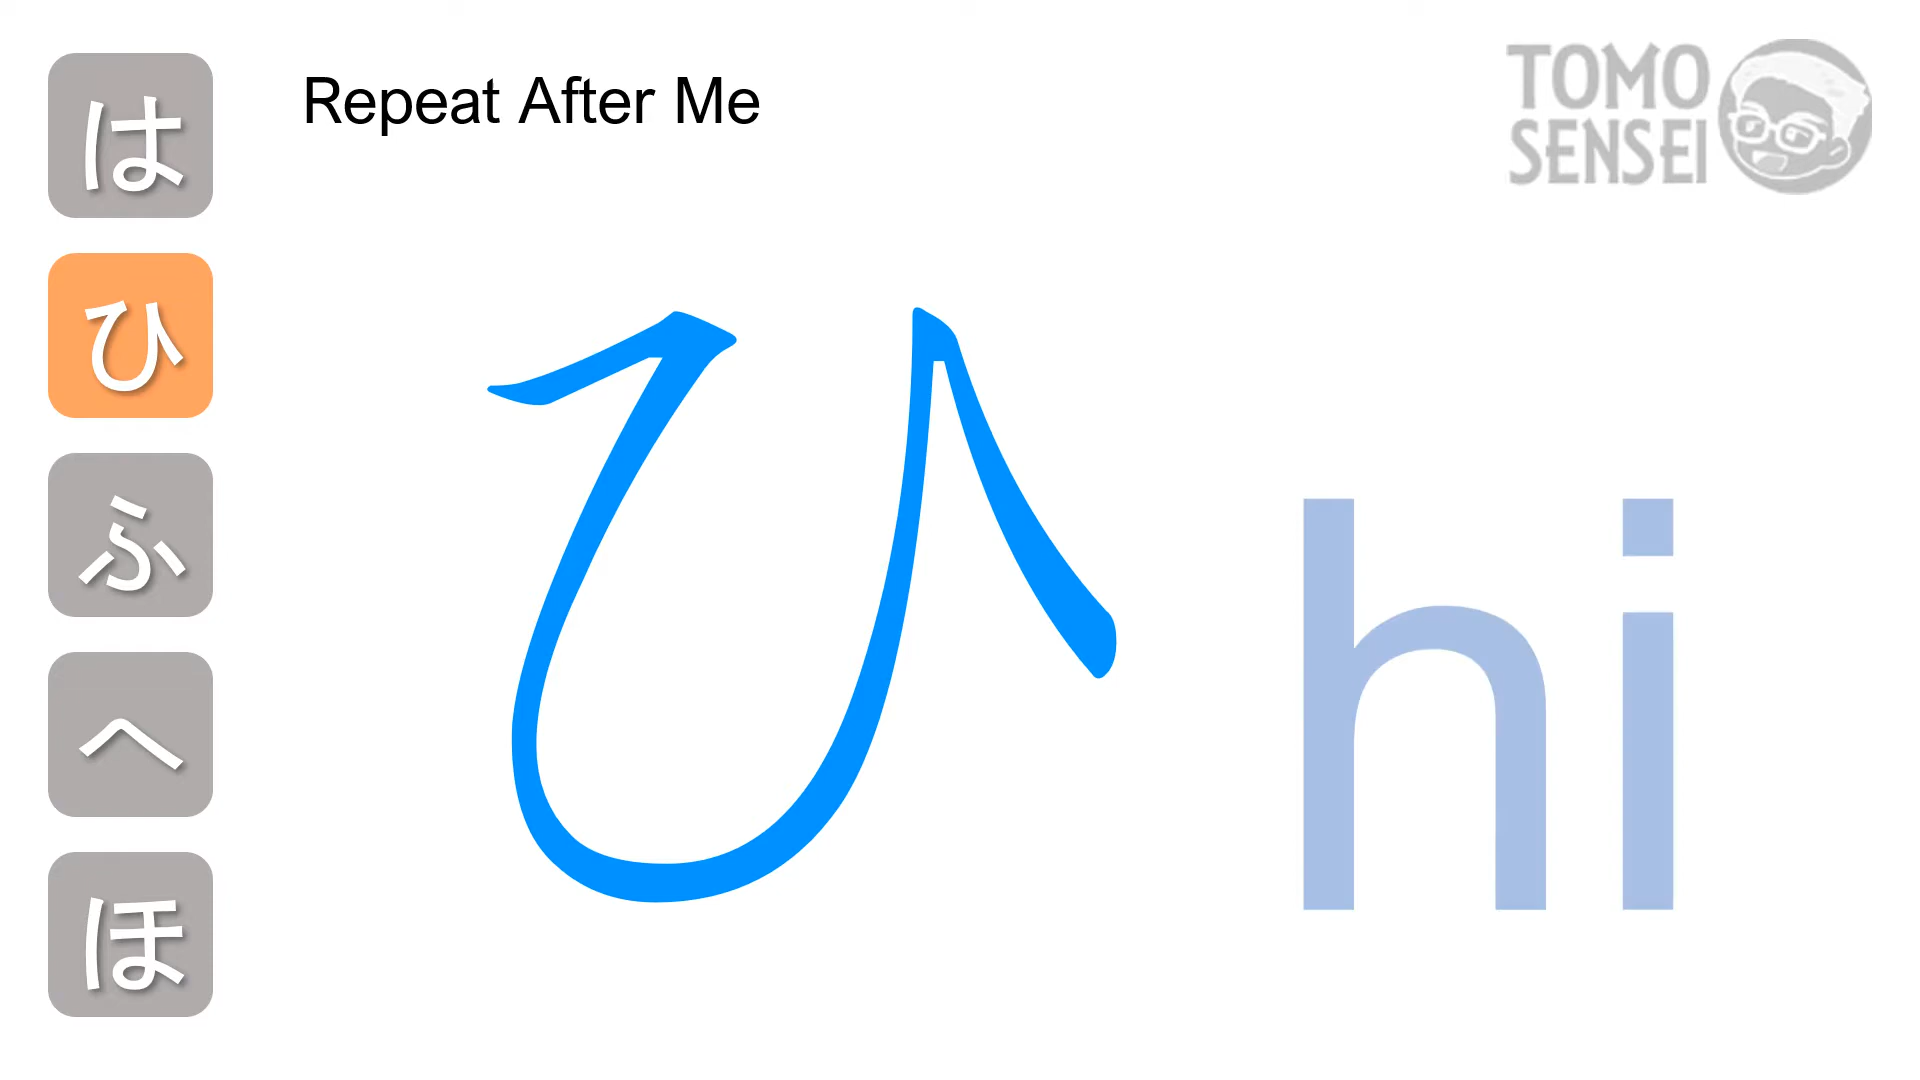 は
ひ
ふ
へ
ほ
Repeat After Me
ひ
hi
TOMO
SENSEI